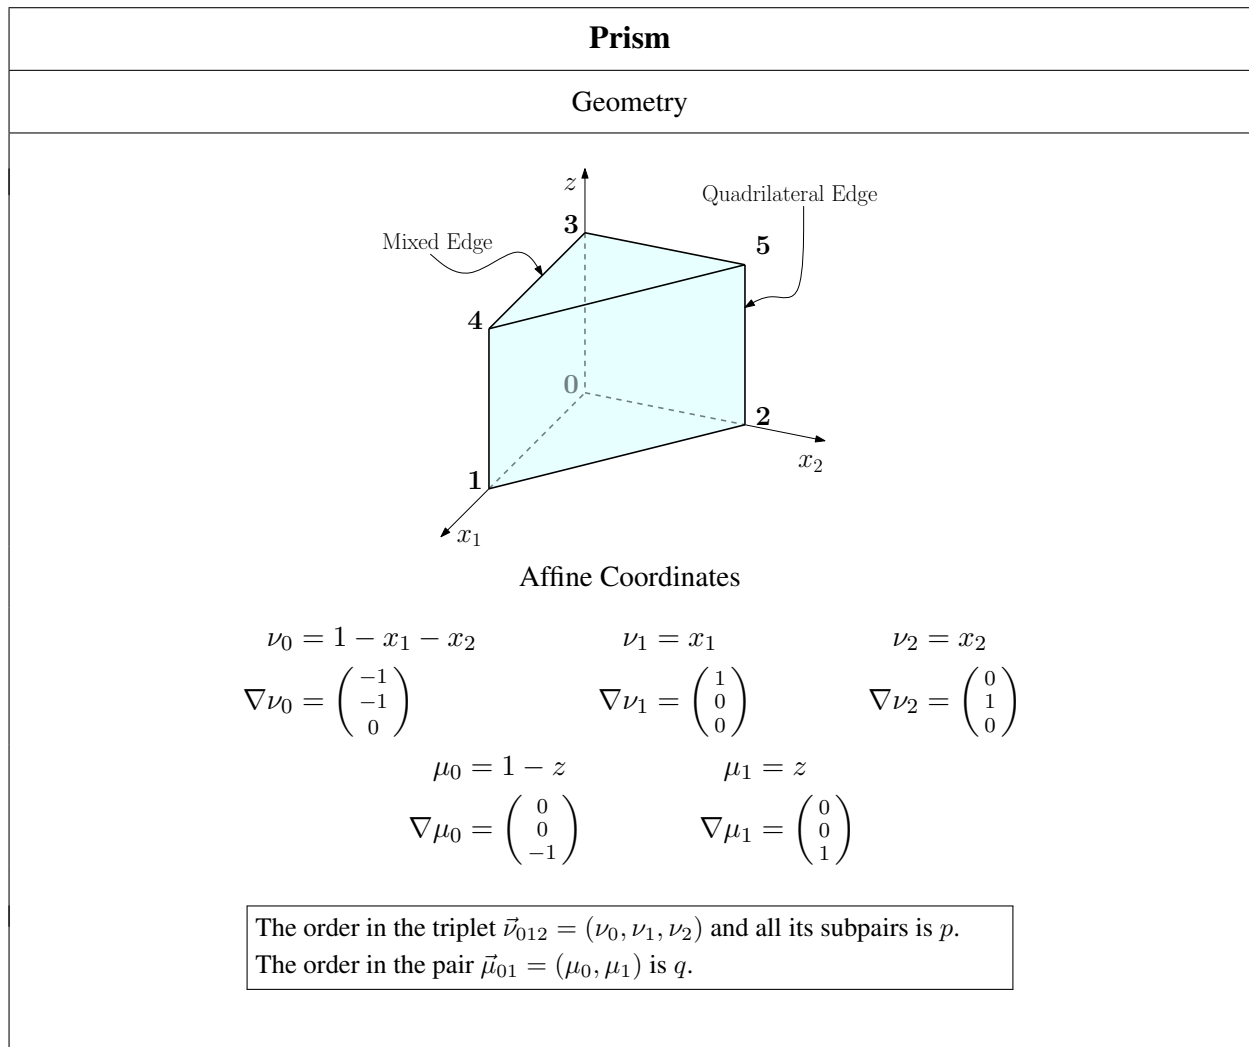 Prism
Geometry
z
Quadrilateral Edge
3
Mixed Edge
5
4
0
2
x₂
1
x₁
Affine Coordinates
ν₀ = 1 − x₁ − x₂ ν₁ = x₁ ν₂ = x₂
∇ν₀ = (−1 −1 0) ∇ν₁ = (1 0 0) ∇ν₂ = (0 1 0)
μ₀ = 1 − z μ₁ = z
∇μ₀ = (0 0 −1) ∇μ₁ = (0 0 1)
The order in the triplet ν⃗₀₁₂ = (ν₀, ν₁, ν₂) and all its subpairs is p.
The order in the pair μ⃗₀₁ = (μ₀, μ₁) is q.